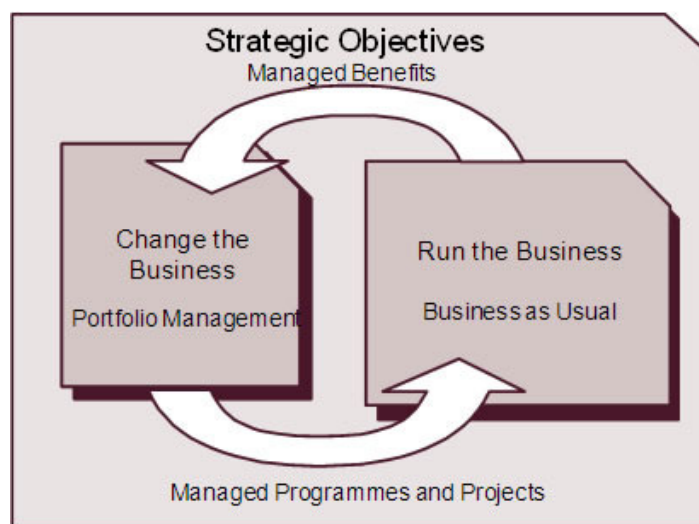 Strategic Objectives
Managed Benefits
Change the
Business
Portfolio Management
Run the Business
Business as Usual
Managed Programmes and Projects